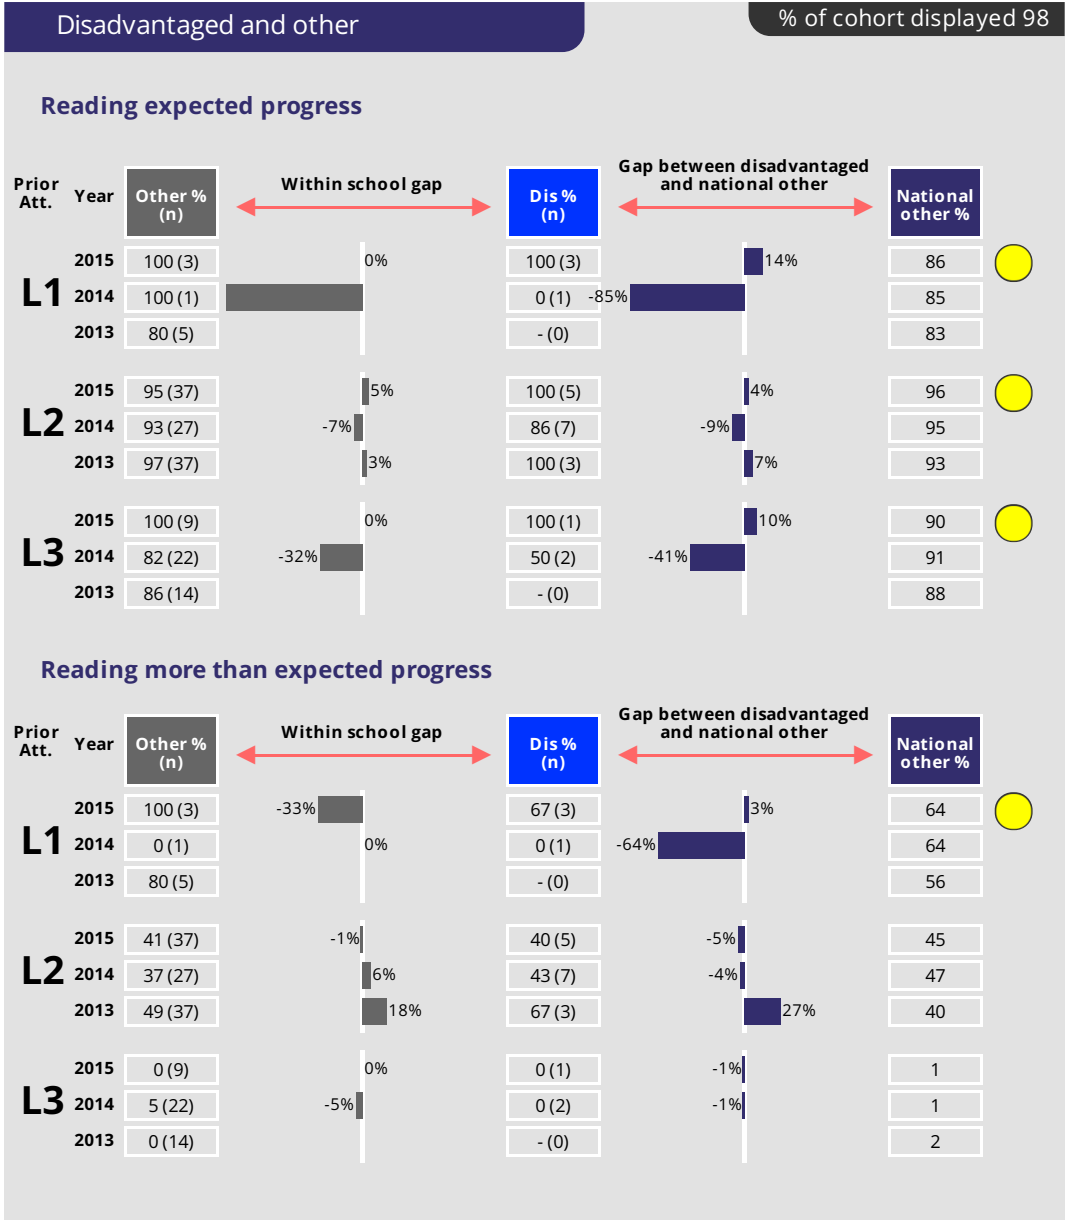 Disadvantaged and other
% of cohort displayed 98
Reading expected progress
Prior Att.
Year
Other % (n)
Within school gap
Dis % (n)
Gap between disadvantaged and national other
National other %
L1
2015 100 (3) 0% 100 (3) 14% 86
2014 100 (1) 0 (1) -85% 85
2013 80 (5) - (0) 83
L2
2015 95 (37) 5% 100 (5) 4% 96
2014 93 (27) -7% 86 (7) -9% 95
2013 97 (37) 3% 100 (3) 7% 93
L3
2015 100 (9) 0% 100 (1) 10% 90
2014 82 (22) -32% 50 (2) -41% 91
2013 86 (14) - (0) 88
Reading more than expected progress
Prior Att.
Year
Other % (n)
Within school gap
Dis % (n)
Gap between disadvantaged and national other
National other %
L1
2015 100 (3) -33% 67 (3) 3% 64
2014 0 (1) 0% 0 (1) -64% 64
2013 80 (5) - (0) 56
L2
2015 41 (37) -1% 40 (5) -5% 45
2014 37 (27) 6% 43 (7) -4% 47
2013 49 (37) 18% 67 (3) 27% 40
L3
2015 0 (9) 0% 0 (1) -1% 1
2014 5 (22) -5% 0 (2) -1% 1
2013 0 (14) - (0) 2